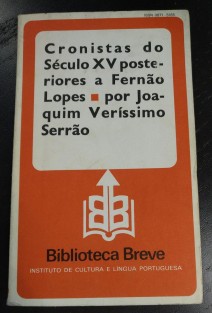 Cronistas do
Século XV poste-
riores a Fernão
Lopes ■ por Joa-
quim Veríssimo
Serrão
Biblioteca Breve
INSTITUTO DE CULTURA E LÍNGUA PORTUGUESA